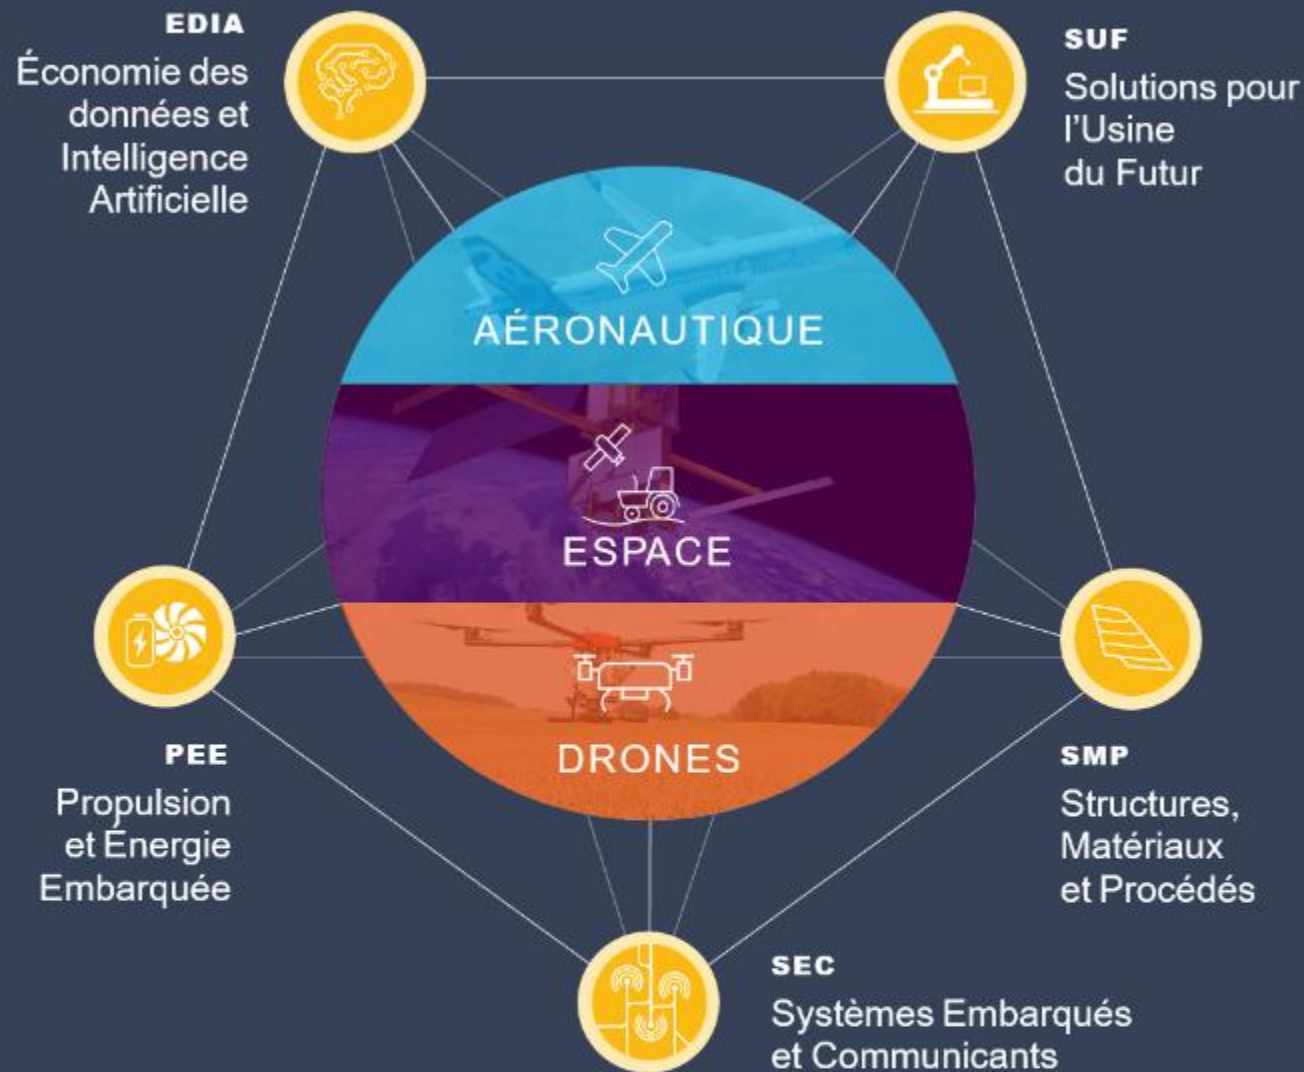 EDIA
Économie des
données et
Intelligence
Artificielle
SUF
Solutions pour
l’Usine
du Futur
AÉRONAUTIQUE
ESPACE
DRONES
PEE
Propulsion
et Énergie
Embarquée
SMP
Structures,
Matériaux
et Procédés
SEC
Systèmes Embarqués
et Communicants